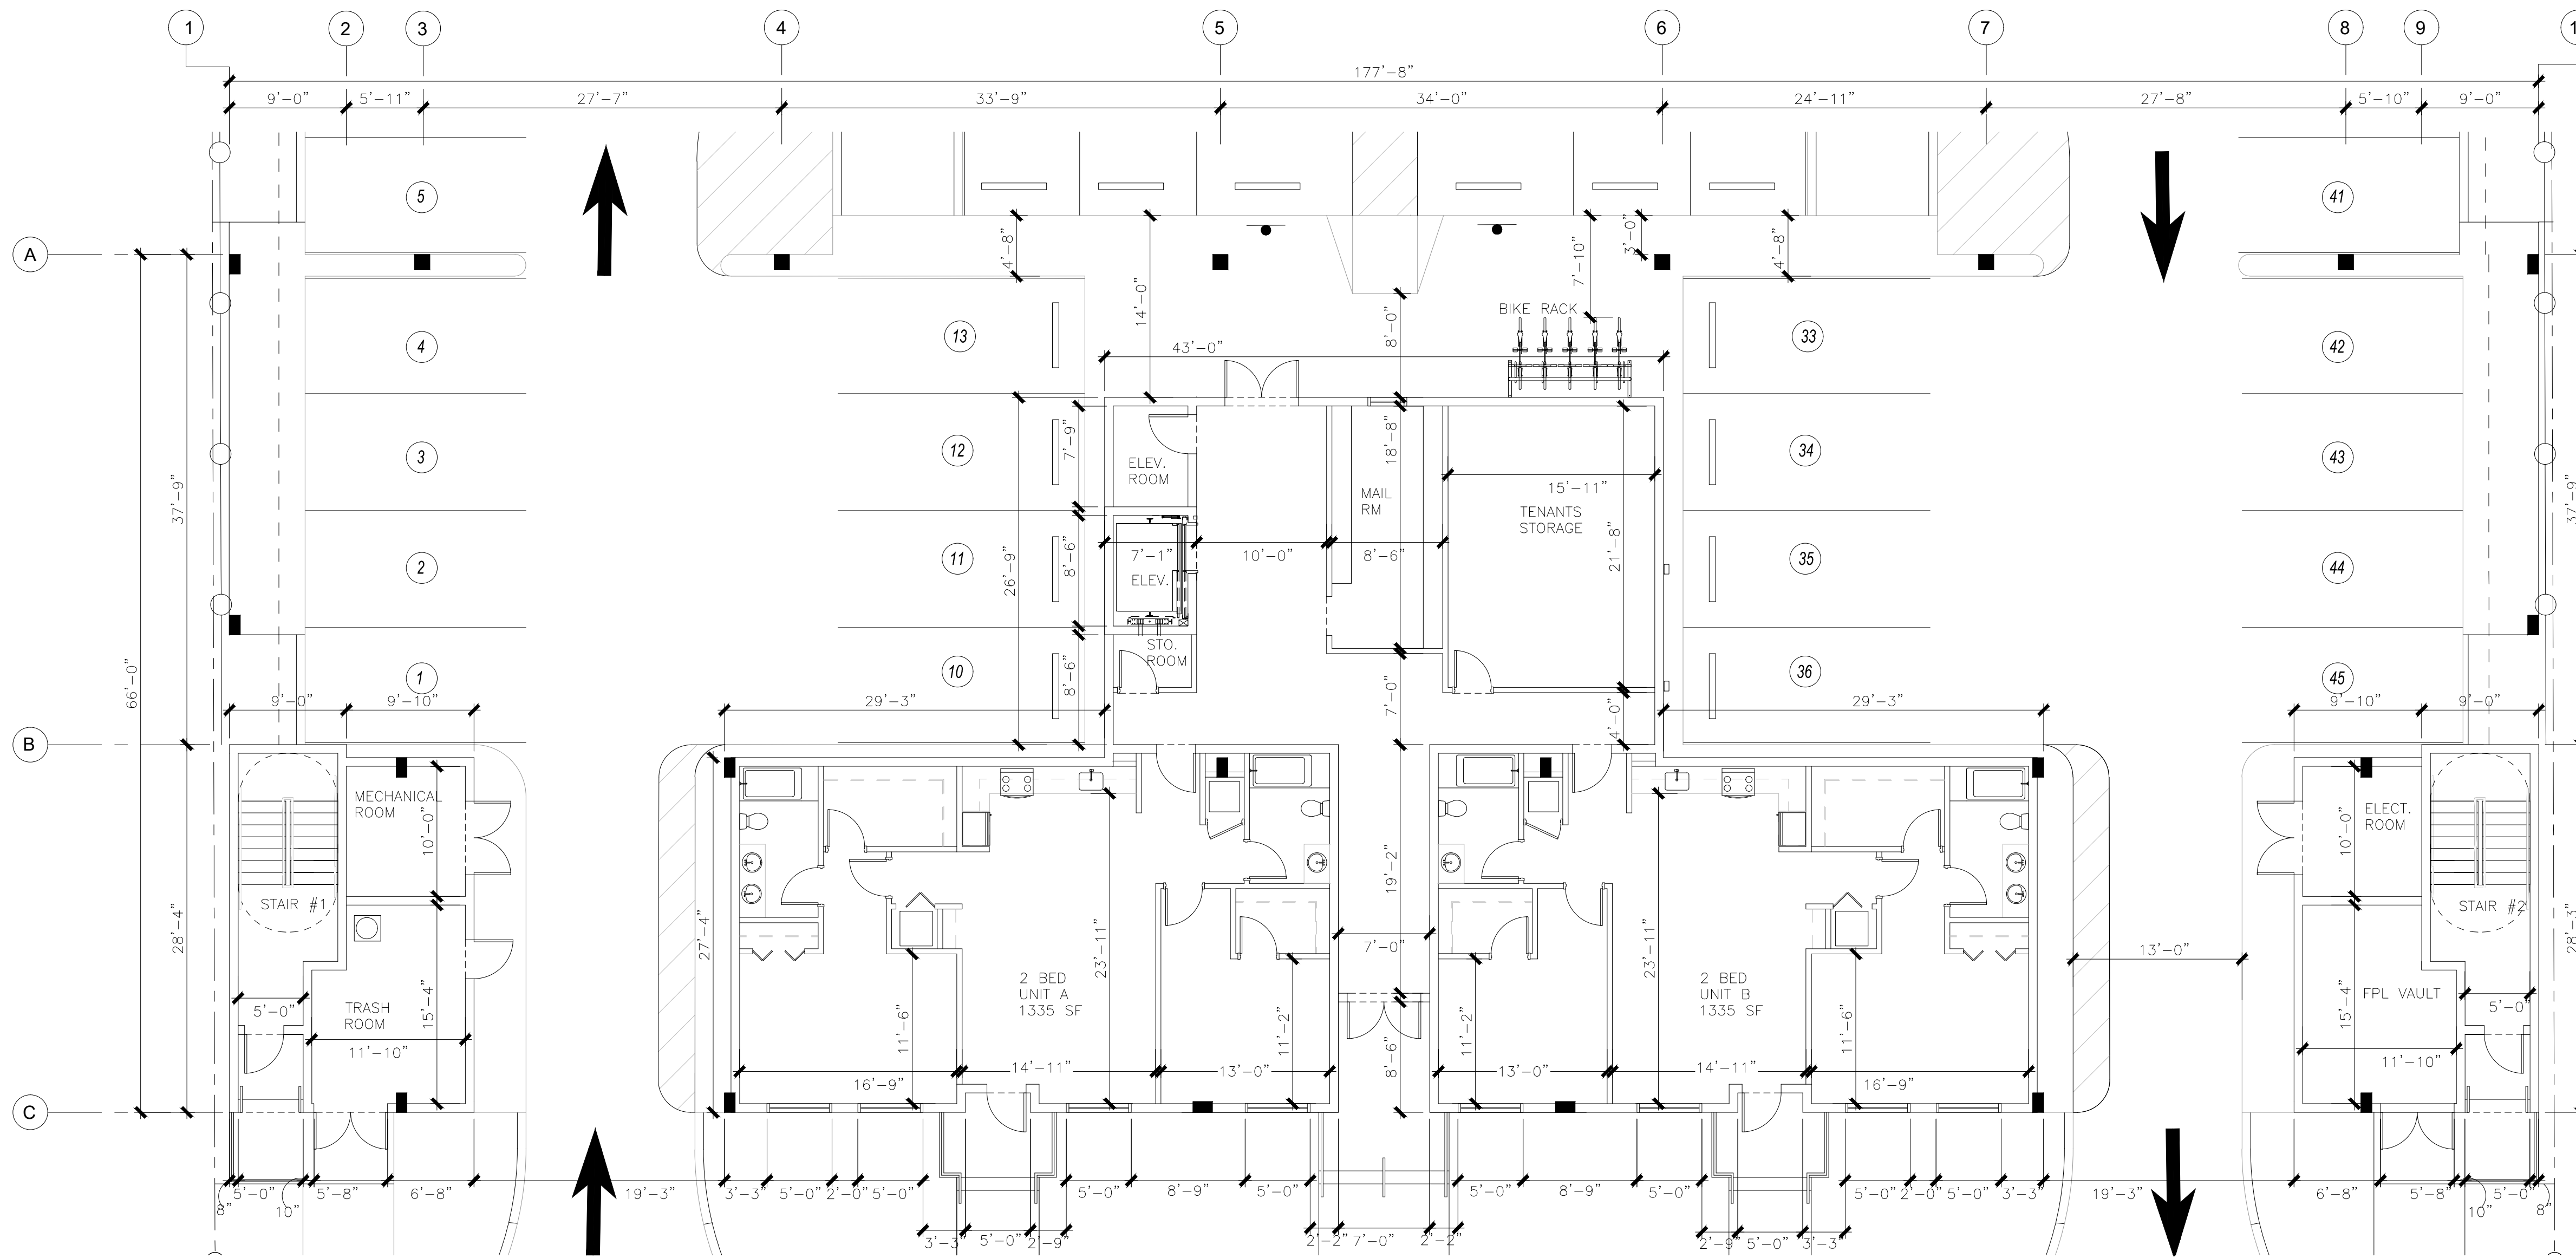 1 2 3 4 5 6 7 8 9 1
177'-8"
9'-0" 5'-11" 27'-7" 33'-9" 34'-0" 24'-11" 27'-8" 5'-10" 9'-0"
5 41
A
4'-8" 14'-0" 7'-10" 3'-0" 4'-8"
BIKE RACK
4 13 8'-0" 33 42
43'-0"
12 7'-9" 18'-8" 34 3 43
ELEV.
ROOM
MAIL
RM
15'-11"
TENANTS
STORAGE
37'-9" 37'-9"
2 11 26'-9" 8'-6" 7'-1" 10'-0" 8'-6" 21'-8" 35 44
ELEV.
STO.
ROOM
66'-0" 1 10 8'-6" 7'-0" 36 45
9'-0" 9'-10" 29'-3" 29'-3" 9'-10" 9'-0"
4'-0"
B
MECHANICAL
ROOM
10'-0"
ELECT.
ROOM
10'-0"
STAIR #1
STAIR #2
28'-4" 27'-4" 23'-11" 19'-2" 7'-0" 23'-11" 13'-0" 28'-3"
2 BED
UNIT A
1335 SF
2 BED
UNIT B
1335 SF
FPL VAULT
TRASH
ROOM
5'-0" 15'-4" 11'-6" 11'-2" 8'-6" 11'-2" 11'-6" 15'-4" 5'-0"
11'-10" 16'-9" 14'-11" 13'-0" 13'-0" 14'-11" 16'-9" 11'-10"
C
5'-0" 5'-8" 6'-8" 19'-3" 3'-3" 5'-0" 2'-0" 5'-0" 5'-0" 8'-9" 5'-0" 5'-0" 8'-9" 5'-0" 5'-0" 2'-0" 5'-0" 3'-3" 19'-3" 6'-8" 5'-8" 5'-0"
8" 10" 10" 8"
3'-3" 5'-0" 2'-9" 2'-2" 7'-0" 2'-2" 2'-9" 5'-0" 3'-3"